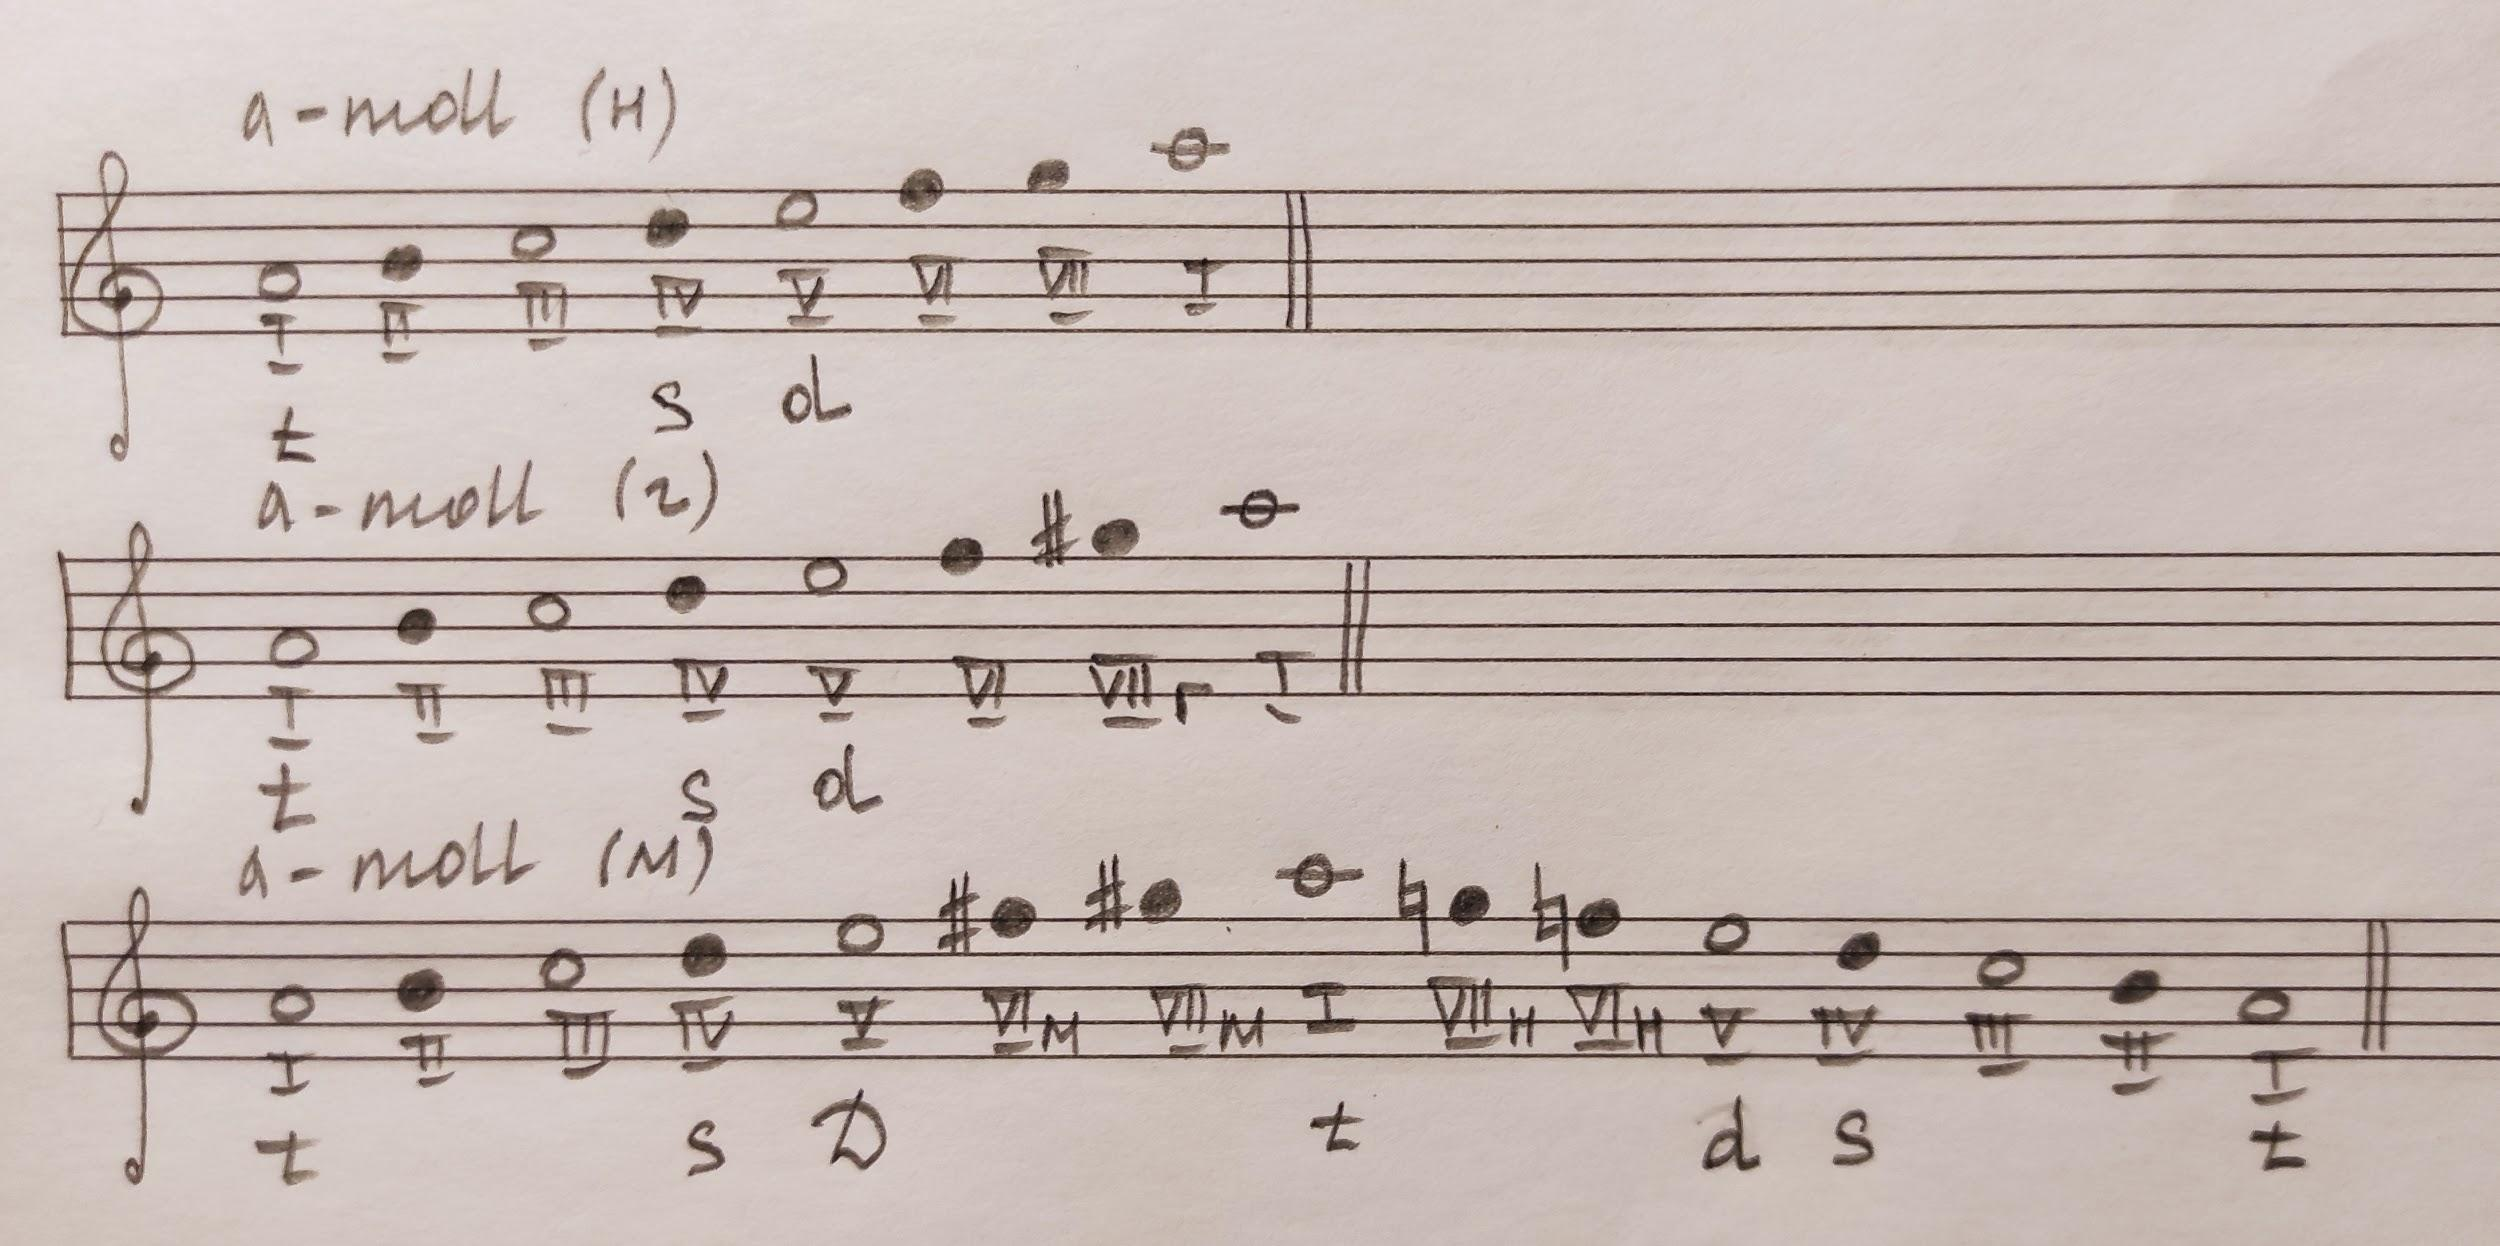 a-moll (н)
I II III IV V VI VII I
t s d
a-moll (г)
I II III IV V VI VIIг I
t s d
a-moll (м)
I II III IV V VIм VIIм I VIIн VIн V IV III II I
t s D t d s t